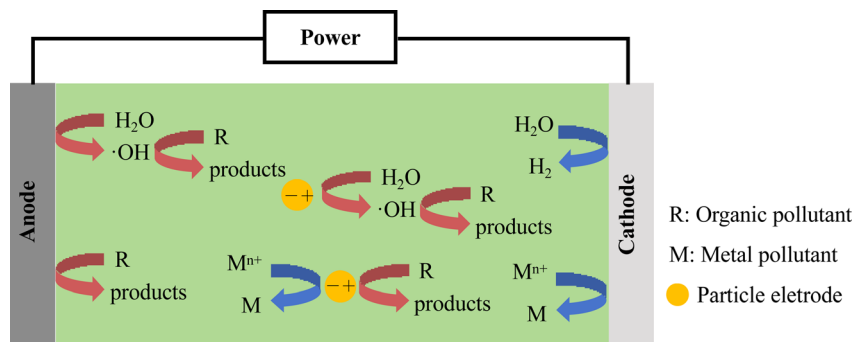 Power
Anode
H₂O
·OH
R
products
R
products
− +
H₂O
·OH
R
products
Mⁿ⁺
M
− +
R
products
H₂O
H₂
Mⁿ⁺
M
Cathode
R: Organic pollutant
M: Metal pollutant
Particle eletrode